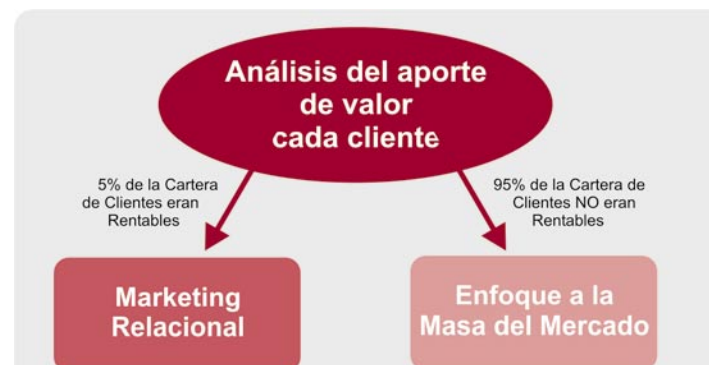 Análisis del aporte
de valor
cada cliente
5% de la Cartera
de Clientes eran
Rentables
95% de la Cartera de
Clientes NO eran
Rentables
Marketing
Relacional
Enfoque a la
Masa del Mercado